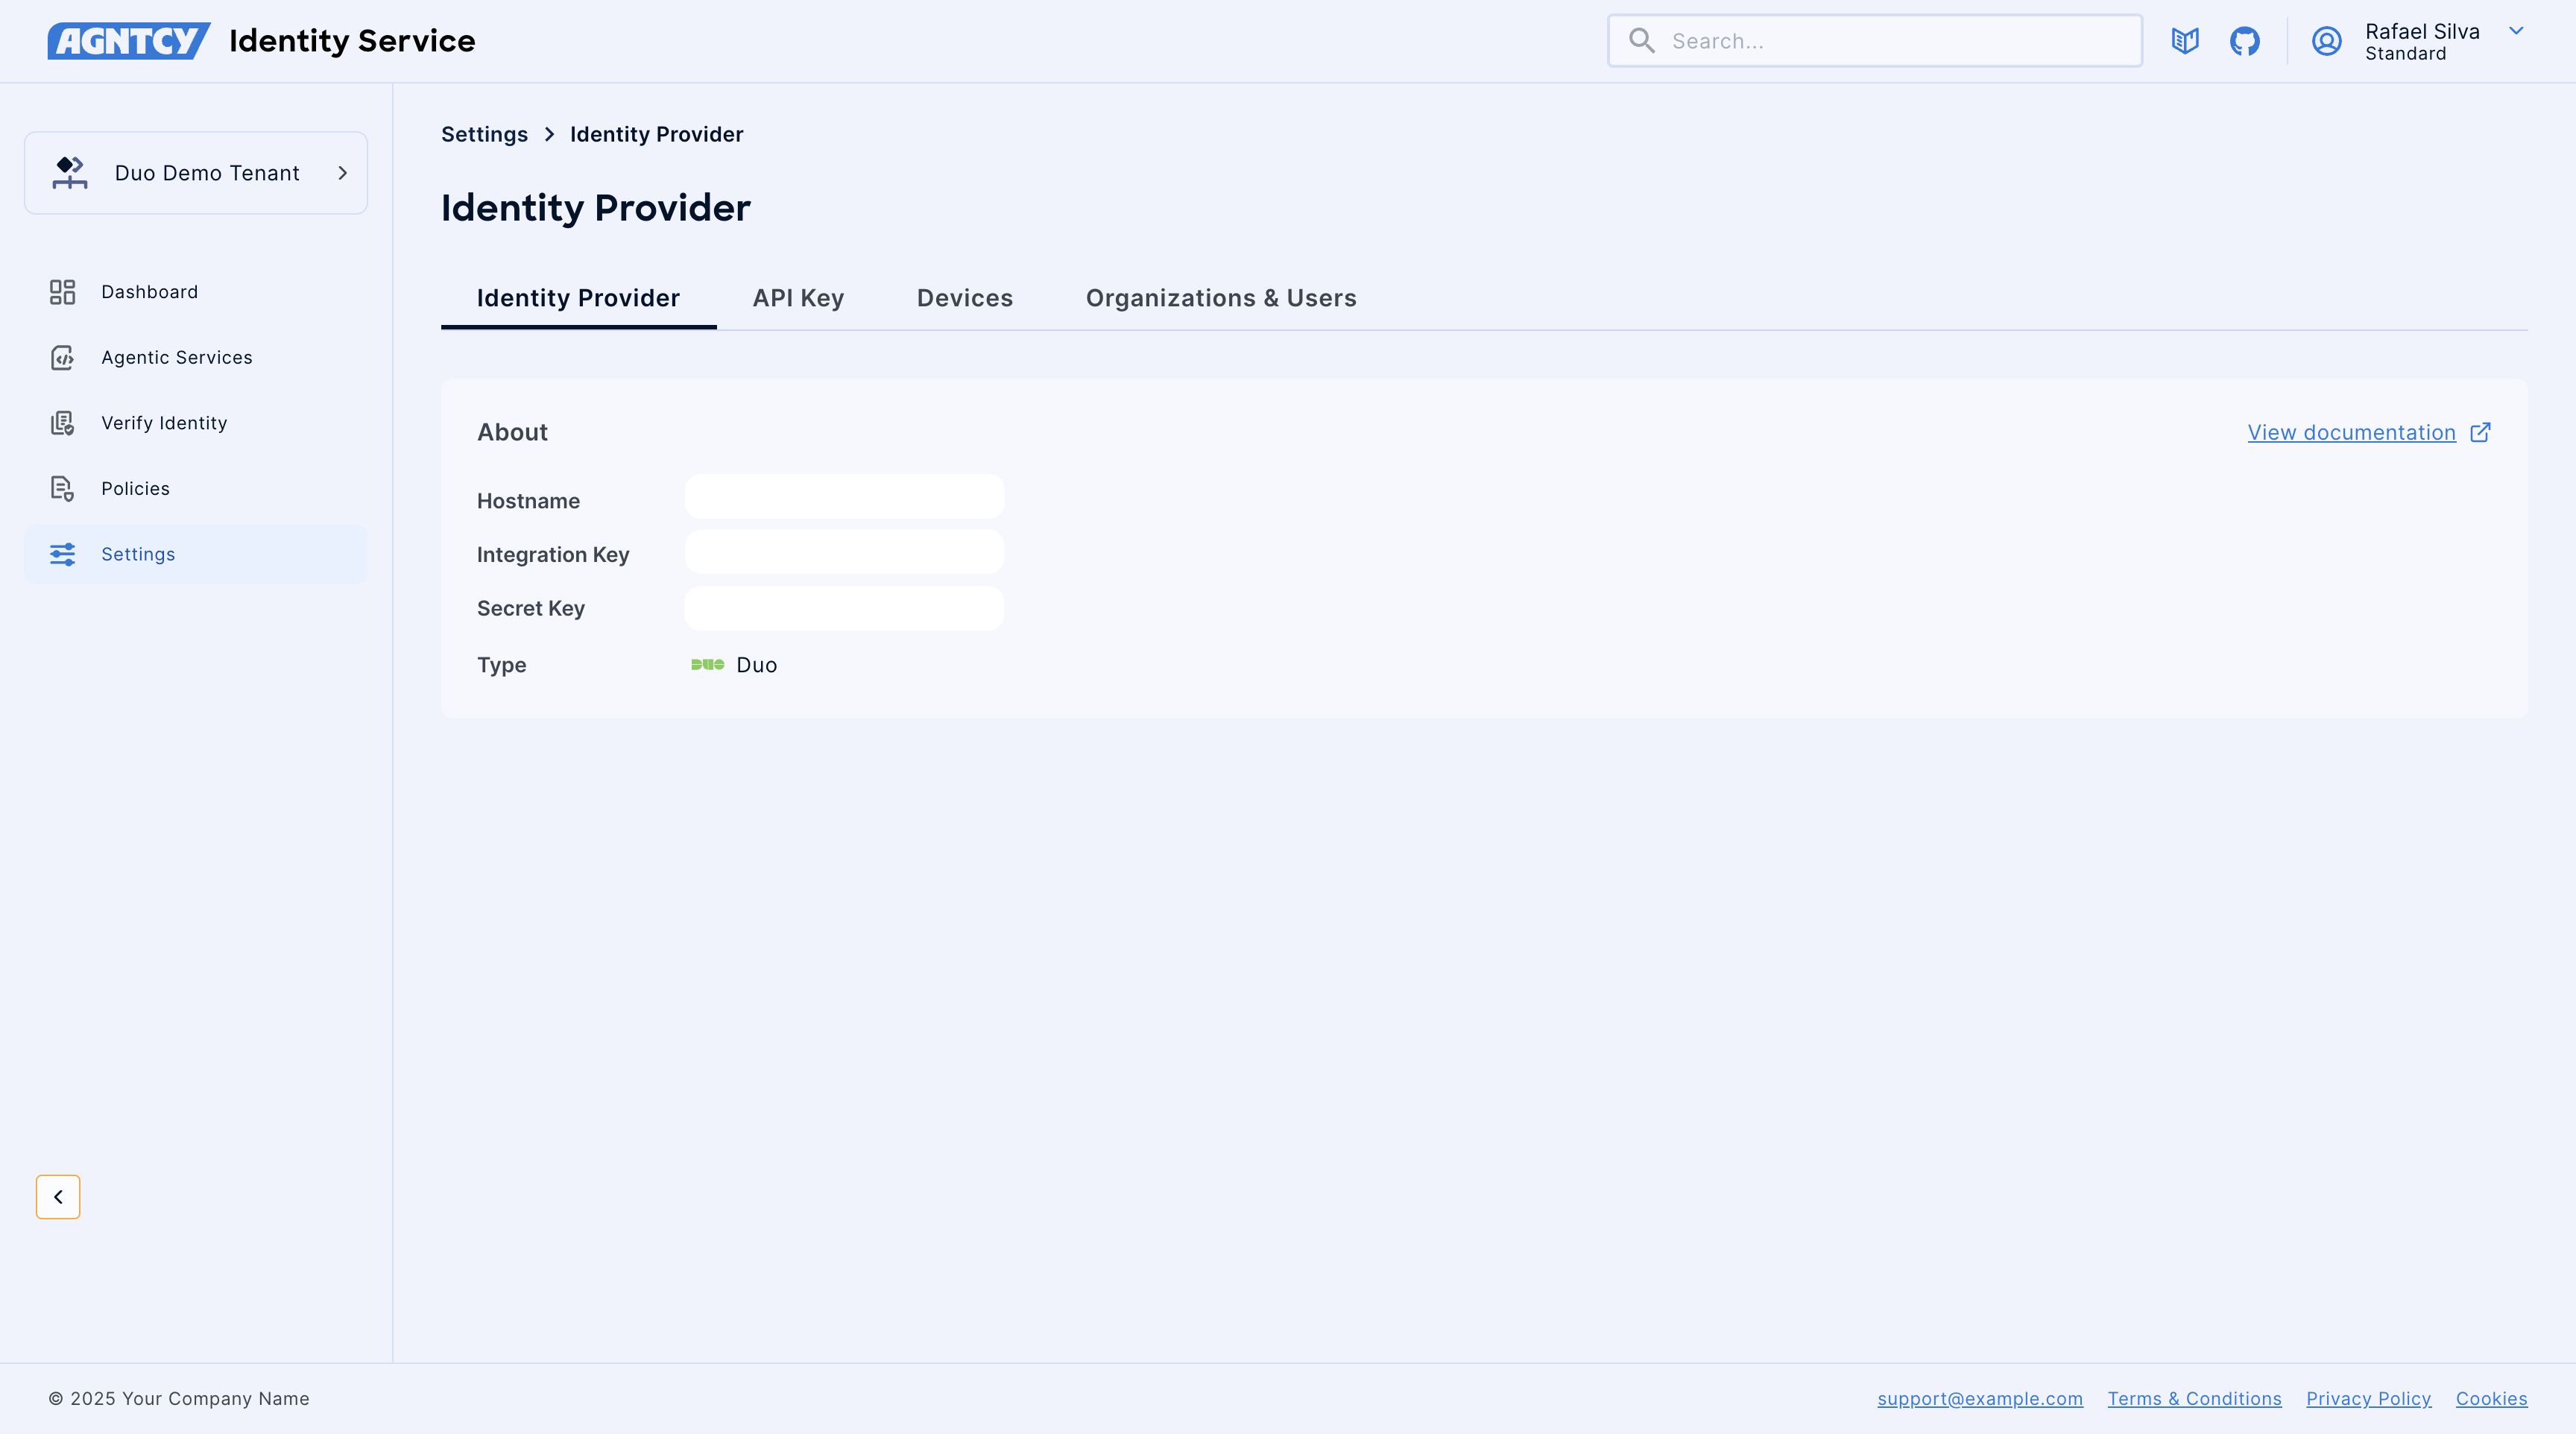 AGNTCY Identity Service
Search...
Rafael Silva
Standard
Duo Demo Tenant
Dashboard
Agentic Services
Verify Identity
Policies
Settings
Settings > Identity Provider
Identity Provider
Identity Provider API Key Devices Organizations & Users
About View documentation
Hostname
Integration Key
Secret Key
Type DUO Duo
© 2025 Your Company Name
support@example.com Terms & Conditions Privacy Policy Cookies